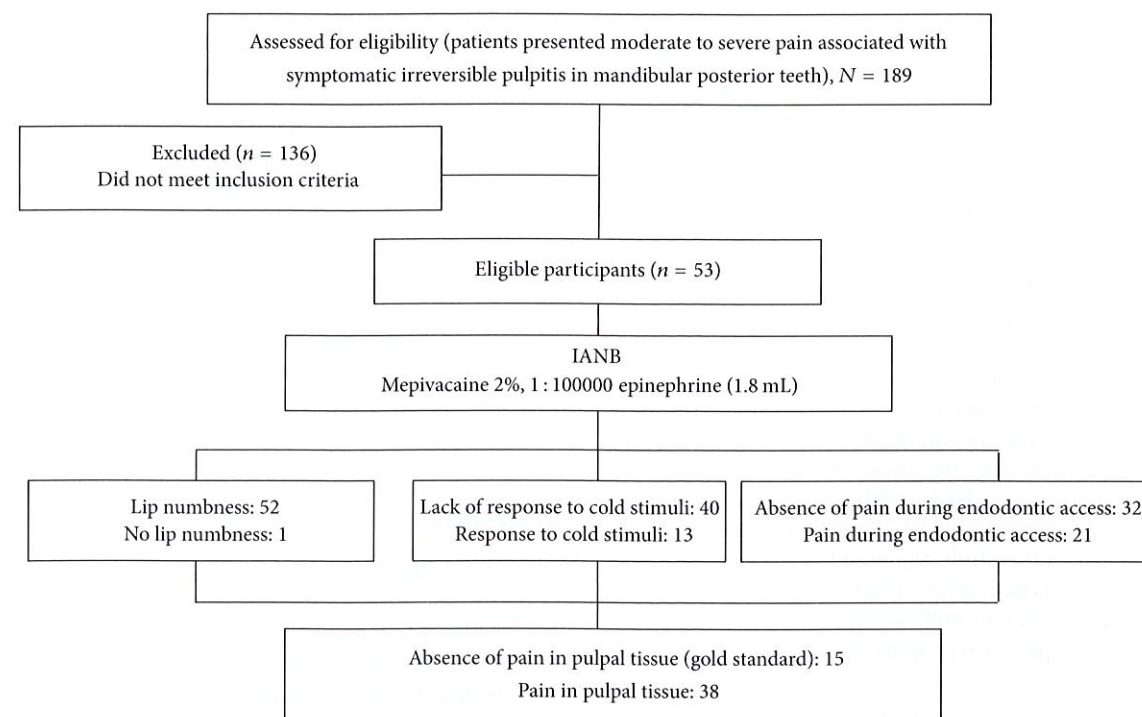 Assessed for eligibility (patients presented moderate to severe pain associated with
symptomatic irreversible pulpitis in mandibular posterior teeth), N = 189
Excluded (n = 136)
Did not meet inclusion criteria
Eligible participants (n = 53)
IANB
Mepivacaine 2%, 1 : 100000 epinephrine (1.8 mL)
Lip numbness: 52
No lip numbness: 1
Lack of response to cold stimuli: 40
Response to cold stimuli: 13
Absence of pain during endodontic access: 32
Pain during endodontic access: 21
Absence of pain in pulpal tissue (gold standard): 15
Pain in pulpal tissue: 38